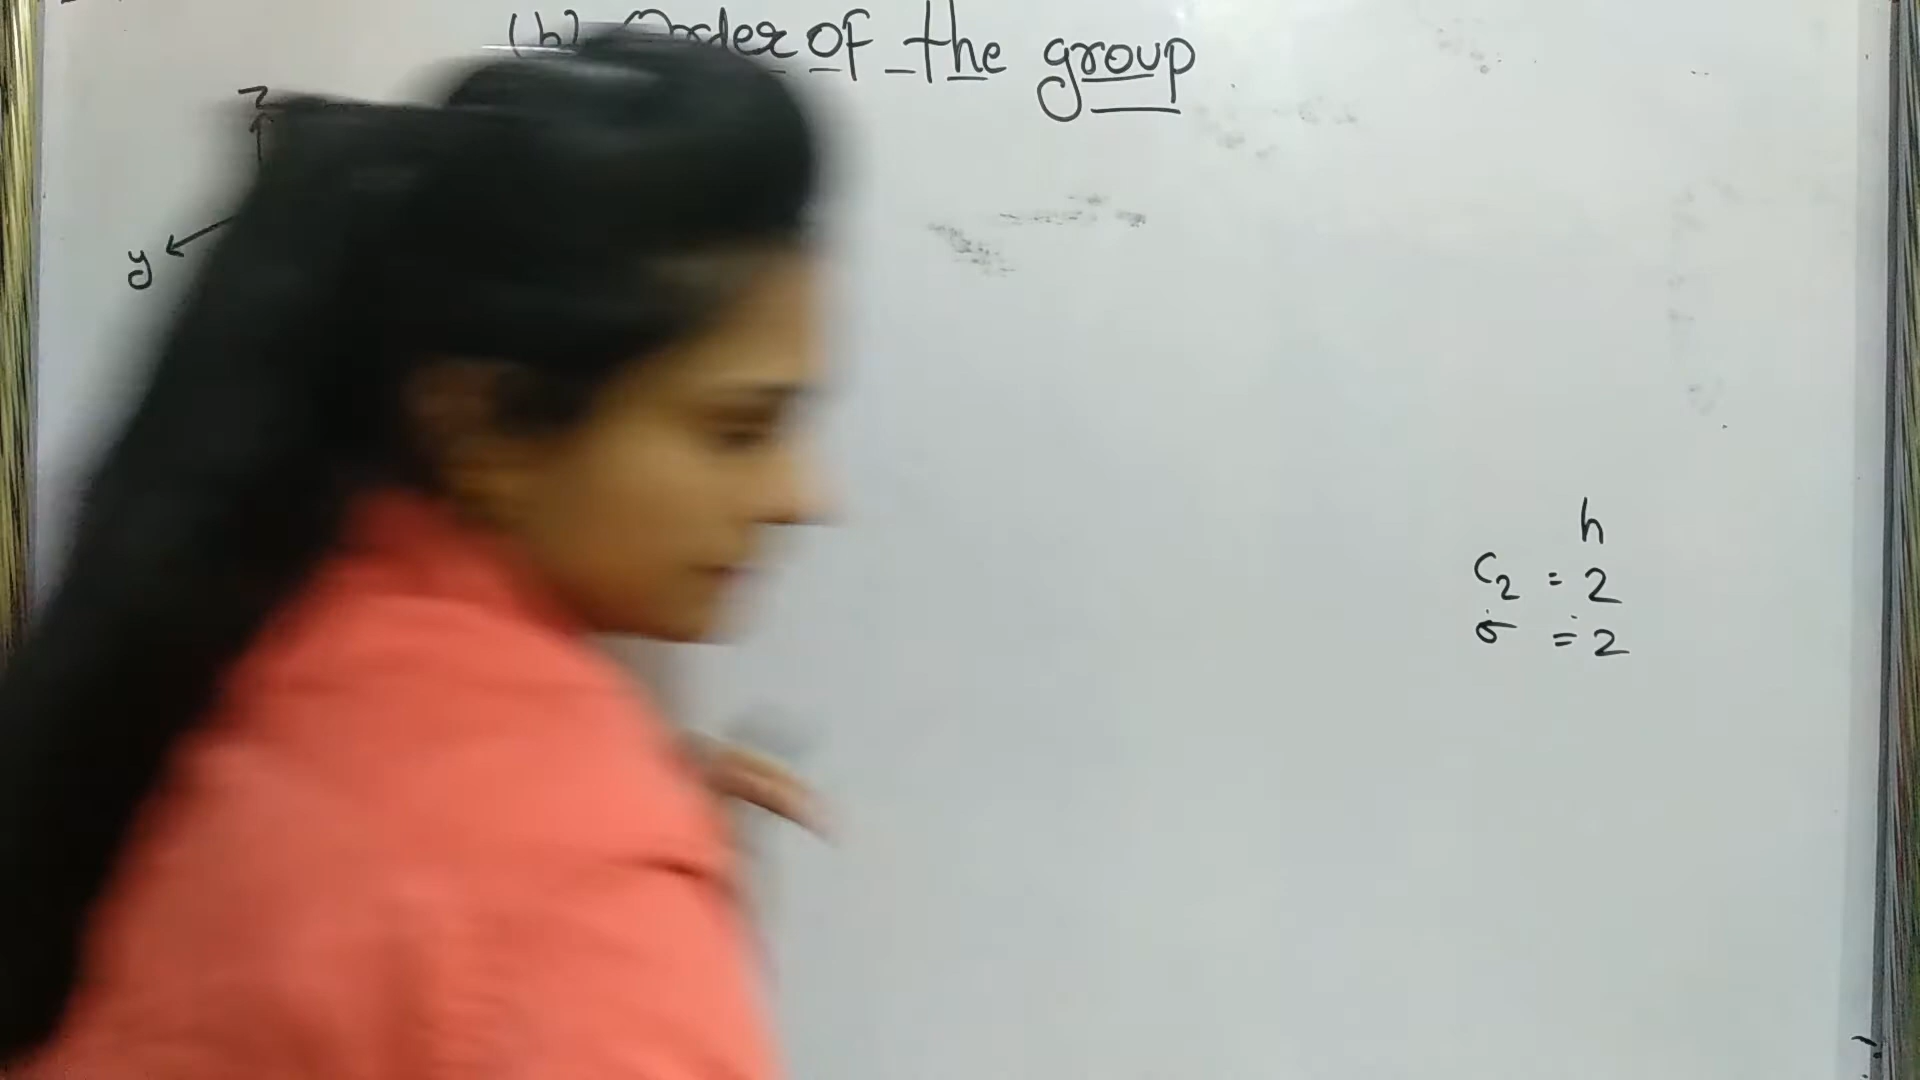 (h) Order of the group
z
y
h
C₂ = 2
σ = 2